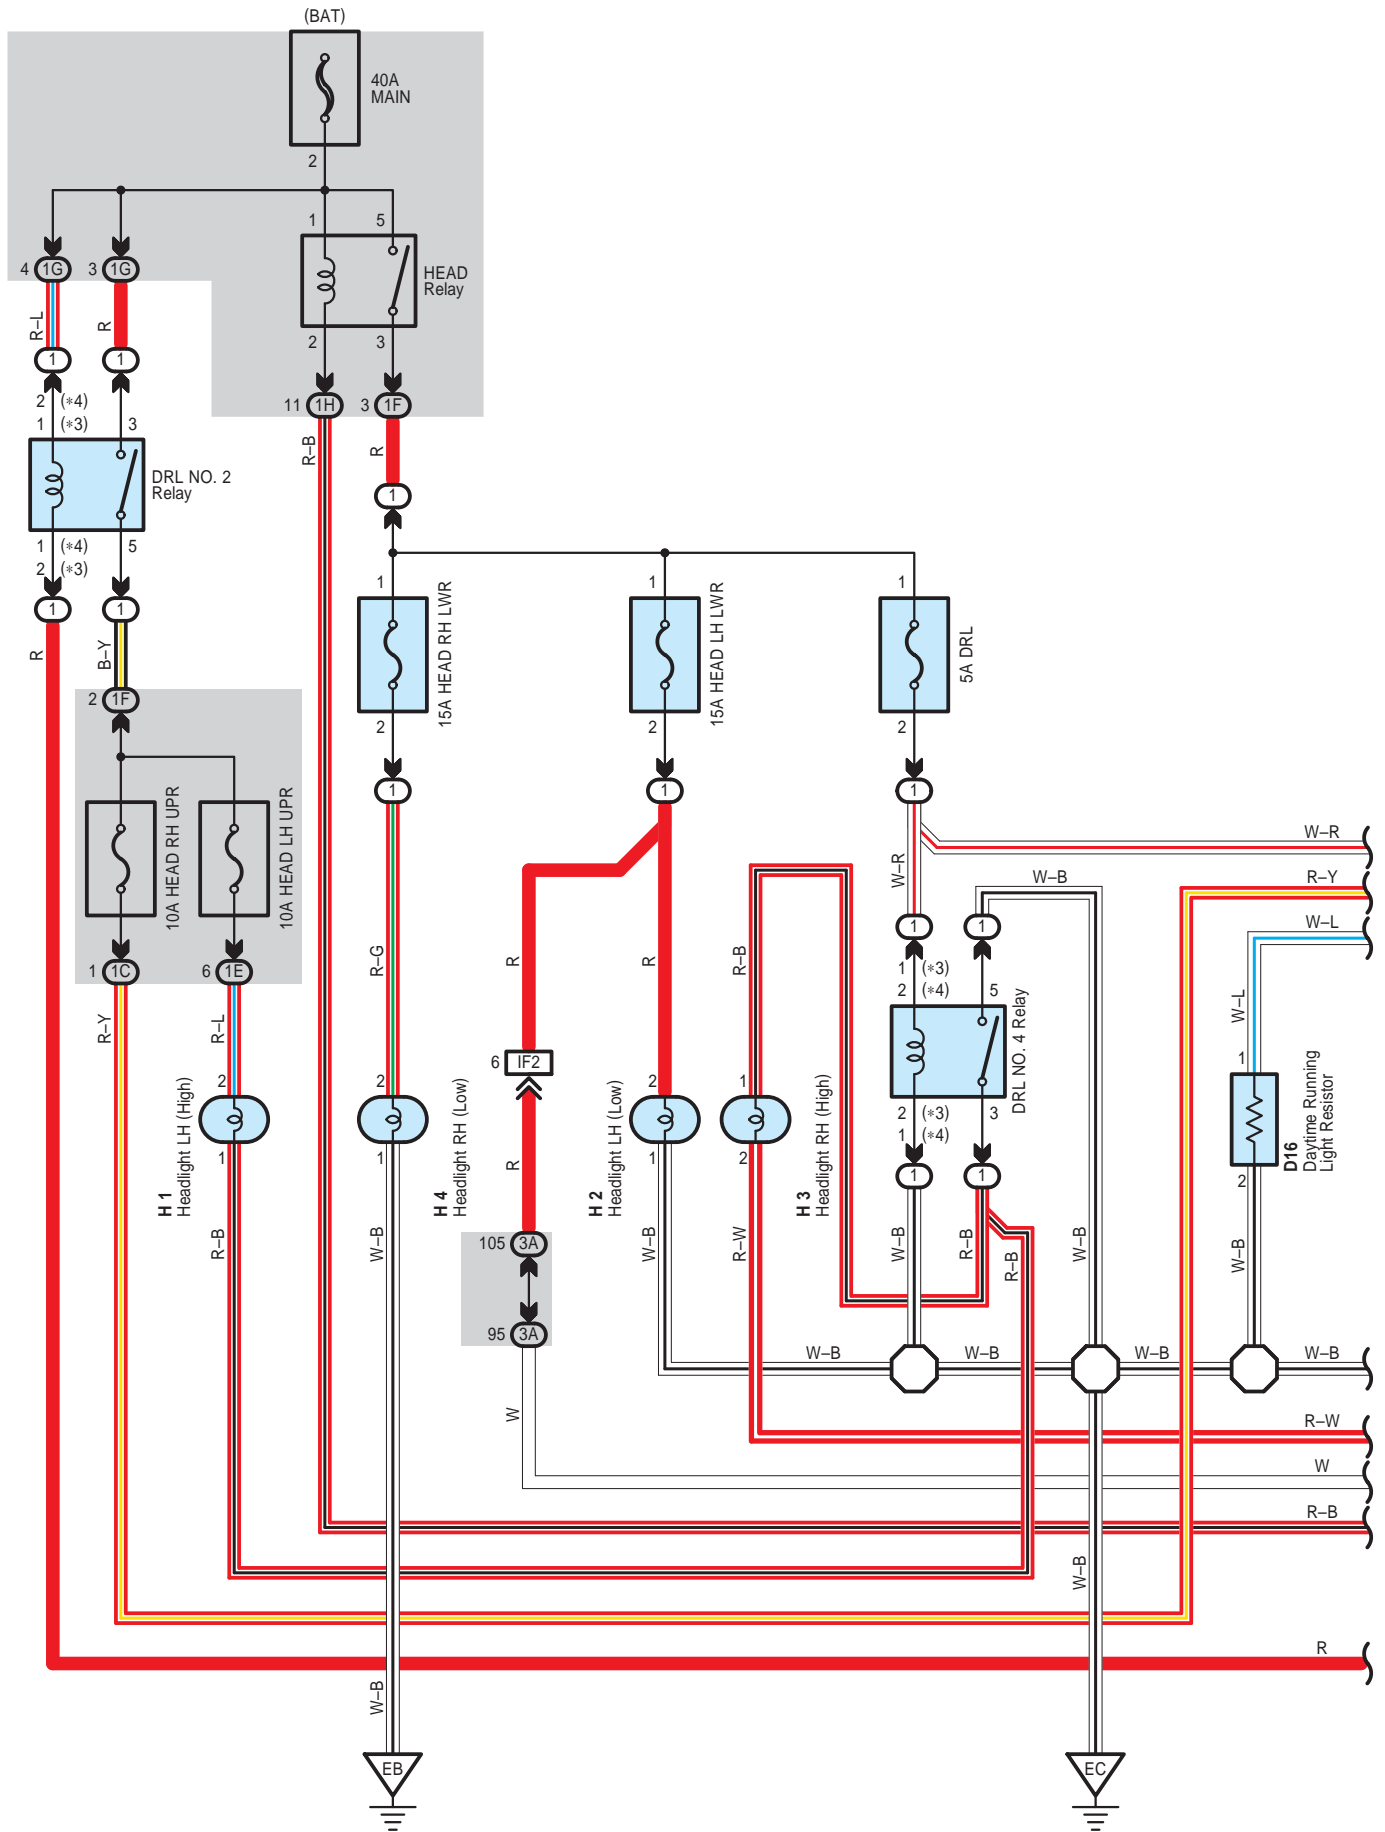 (BAT)
40A
MAIN
2
1
5
4
1G
3
1G
HEAD
Relay
R–L
R
2
3
1
1
11
1H
3
1F
2
(∗4)
1
(∗3)
3
R–B
R
DRL NO. 2
Relay
1
1
(∗4)
5
2
(∗3)
1
1
1
1
1
R
B–Y
15A HEAD RH LWR
15A HEAD LH LWR
5A DRL
2
1F
2
2
2
1
1
1
10A HEAD RH UPR
10A HEAD LH UPR
W–R
W–R
W–B
R–Y
1
1
W–L
1
1C
6
1E
R–G
R
R
R–B
1
(∗3)
2
(∗4)
5
W–L
R–Y
R–L
6
IF2
DRL NO. 4 Relay
1
2
2
2
1
2
(∗3)
3
1
(∗4)
Daytime Running
Light Resistor
D16
1
1
1
2
2
H 1
Headlight LH (High)
H 4
Headlight RH (Low)
R
H 2
Headlight LH (Low)
H 3
Headlight RH (High)
1
1
R–B
W–B
105
3A
W–B
R–W
W–B
R–B
R–B
W–B
W–B
95
3A
W–B
W–B
W–B
W–B
W
R–W
W
R–B
W–B
R
W–B
EB
EC